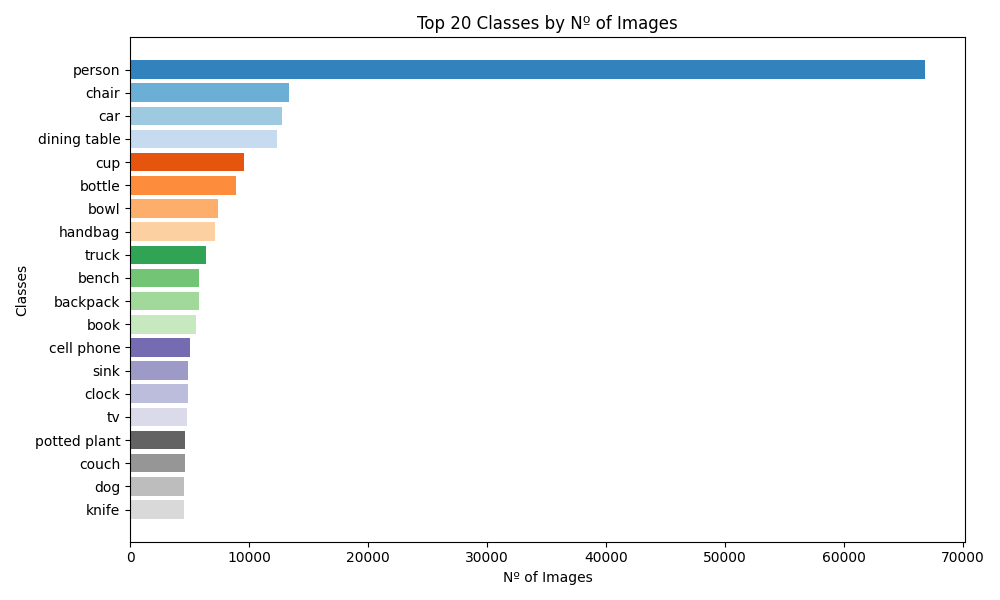 Top 20 Classes by Nº of Images
Classes
person
chair
car
dining table
cup
bottle
bowl
handbag
truck
bench
backpack
book
cell phone
sink
clock
tv
potted plant
couch
dog
knife
0 10000 20000 30000 40000 50000 60000 70000
Nº of Images